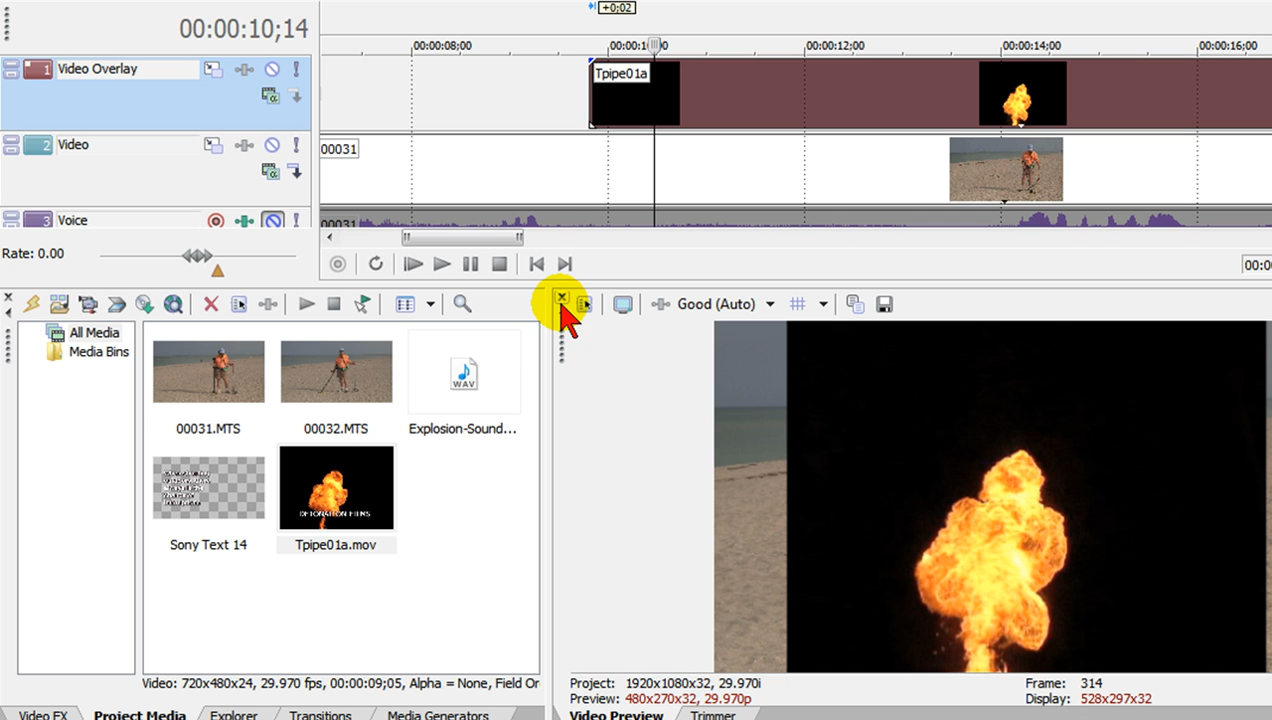 +0;02
00:00:10;14
00:00:08;00
00:00:12;00
00:00:14;00
00:00:16;00
1 Video Overlay
Tpipe01a
2 Video
00031
3 Voice
00031
Rate: 0.00
Good (Auto)
All Media
Media Bins
WAV
00031.MTS
00032.MTS
Explosion-Sound...
DETONATION FILMS
Sony Text 14
Tpipe01a.mov
Video: 720x480x24, 29.970 fps, 00:00:09;05, Alpha = None, Field Or
Project: 1920x1080x32, 29.970i
Frame: 314
Preview: 480x270x32, 29.970p
Display: 528x297x32
Video FX
Project Media
Explorer
Transitions
Media Generators
Video Preview
Trimmer